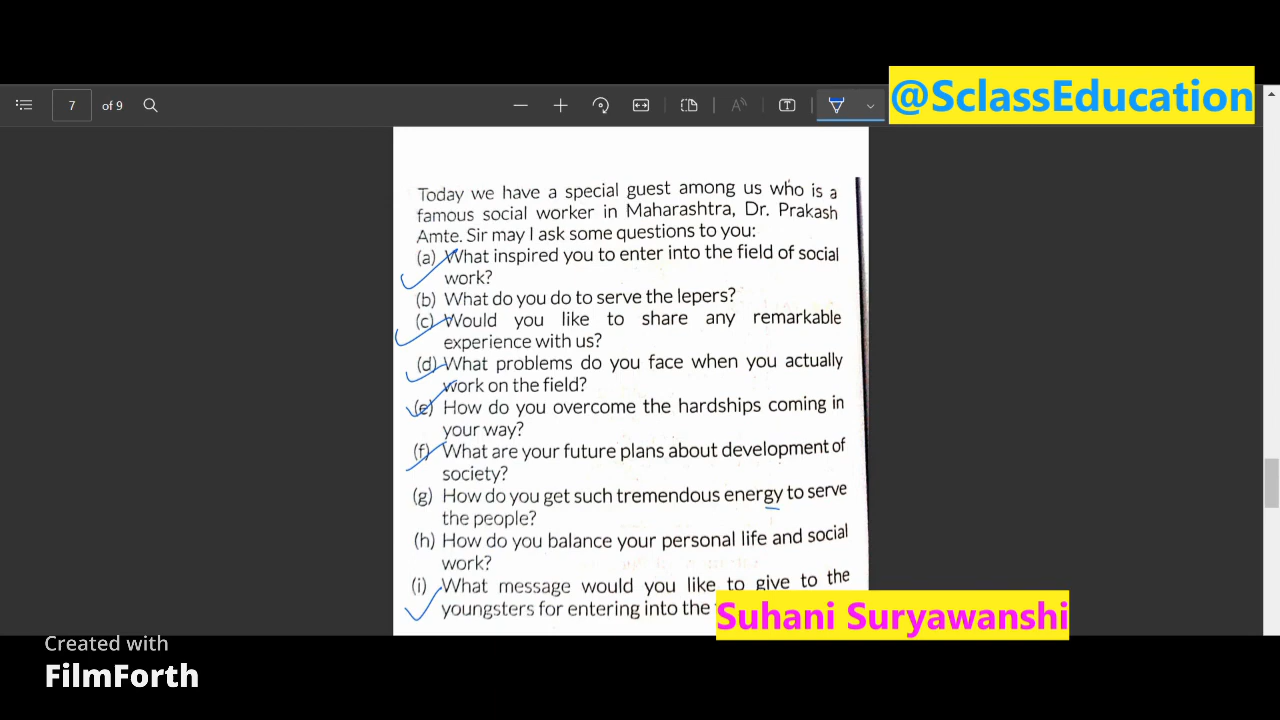 @SclassEducation
7 of 9
Today we have a special guest among us who is a
famous social worker in Maharashtra, Dr. Prakash
Amte. Sir may I ask some questions to you:
(a) What inspired you to enter into the field of social
work?
(b) What do you do to serve the lepers?
(c) Would you like to share any remarkable
experience with us?
(d) What problems do you face when you actually
work on the field?
(e) How do you overcome the hardships coming in
your way?
(f) What are your future plans about development of
society?
(g) How do you get such tremendous energy to serve
the people?
(h) How do you balance your personal life and social
work?
(i) What message would you like to give to the
youngsters for entering into the
Suhani Suryawanshi
Created with
FilmForth